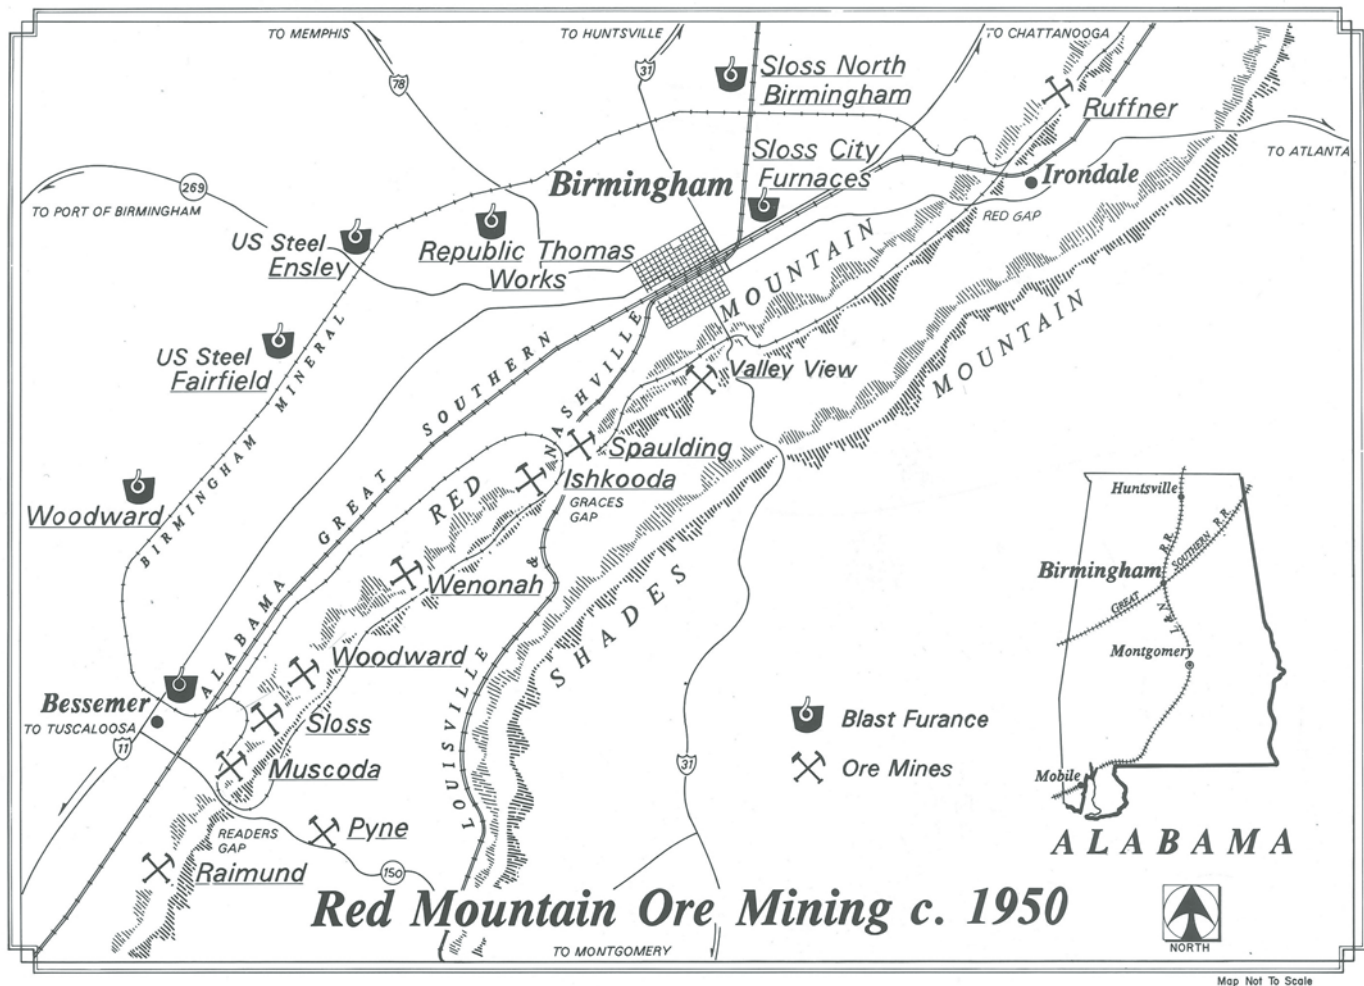 TO MEMPHIS
TO HUNTSVILLE
TO CHATTANOOGA
78
31
Sloss North
Birmingham
Ruffner
Sloss City
Furnaces
TO ATLANTA
Irondale
Birmingham
269
TO PORT OF BIRMINGHAM
RED GAP
US Steel
Ensley
Republic Thomas
Works
MOUNTAIN
MOUNTAIN
US Steel
Fairfield
BIRMINGHAM MINERAL
ALABAMA GREAT SOUTHERN
LOUISVILLE & NASHVILLE
Valley View
Spaulding
RED
Ishkooda
GRACES
GAP
Woodward
Wenonah
SHADES
Woodward
Bessemer
TO TUSCALOOSA
11
Sloss
Muscoda
READERS
GAP
Pyne
Raimund
150
31
Blast Furance
Ore Mines
Huntsville
R.R.
SOUTHERN R.R.
Birmingham
GREAT
L & N
Montgomery
Mobile
ALABAMA
Red Mountain Ore Mining c. 1950
TO MONTGOMERY
NORTH
Map Not To Scale